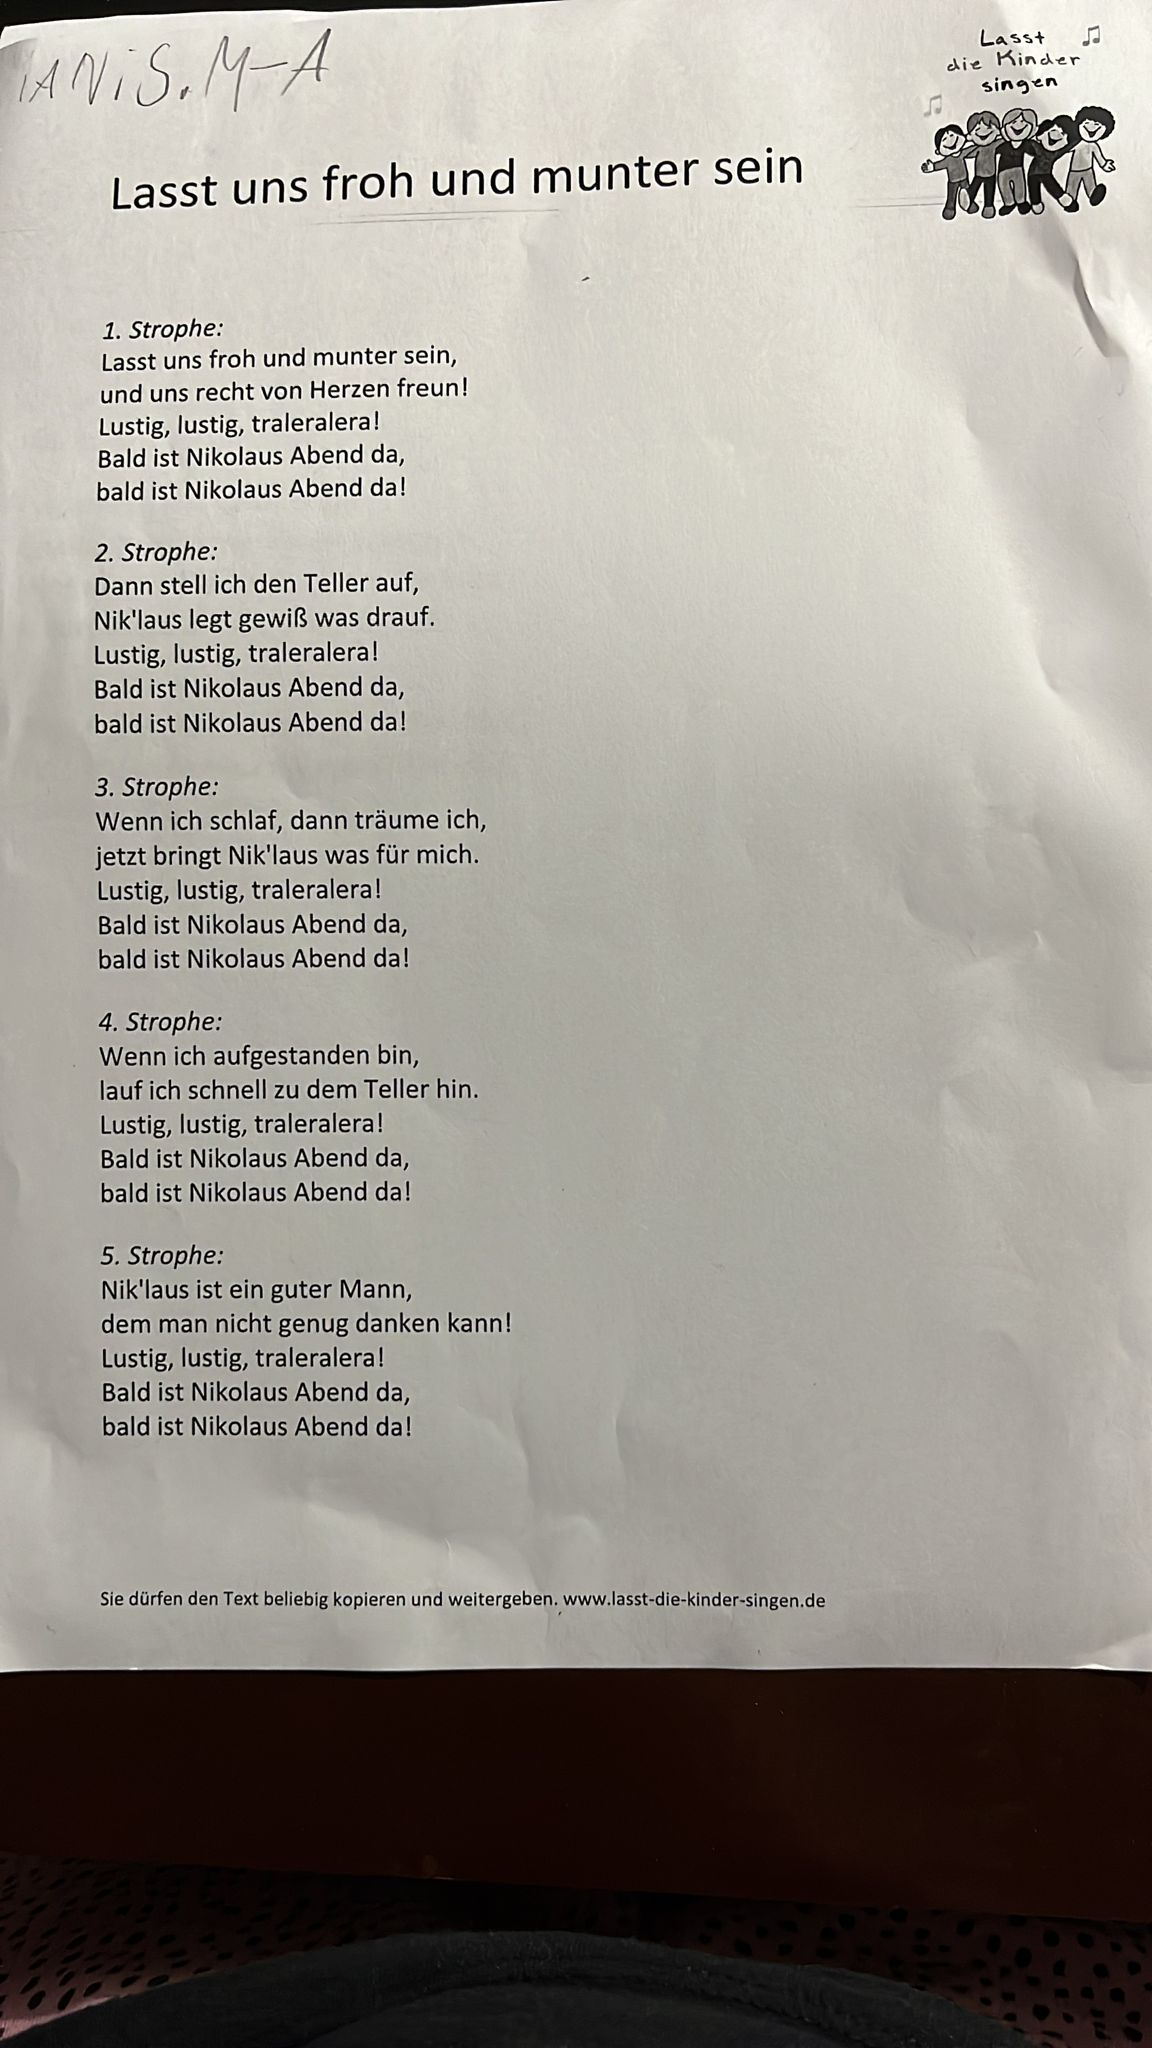 IANiS.M-A
Lasst
die Kinder
singen
Lasst uns froh und munter sein
1. Strophe:
Lasst uns froh und munter sein,
und uns recht von Herzen freun!
Lustig, lustig, traleralera!
Bald ist Nikolaus Abend da,
bald ist Nikolaus Abend da!
2. Strophe:
Dann stell ich den Teller auf,
Nik'laus legt gewiß was drauf.
Lustig, lustig, traleralera!
Bald ist Nikolaus Abend da,
bald ist Nikolaus Abend da!
3. Strophe:
Wenn ich schlaf, dann träume ich,
jetzt bringt Nik'laus was für mich.
Lustig, lustig, traleralera!
Bald ist Nikolaus Abend da,
bald ist Nikolaus Abend da!
4. Strophe:
Wenn ich aufgestanden bin,
lauf ich schnell zu dem Teller hin.
Lustig, lustig, traleralera!
Bald ist Nikolaus Abend da,
bald ist Nikolaus Abend da!
5. Strophe:
Nik'laus ist ein guter Mann,
dem man nicht genug danken kann!
Lustig, lustig, traleralera!
Bald ist Nikolaus Abend da,
bald ist Nikolaus Abend da!
Sie dürfen den Text beliebig kopieren und weitergeben. www.lasst-die-kinder-singen.de